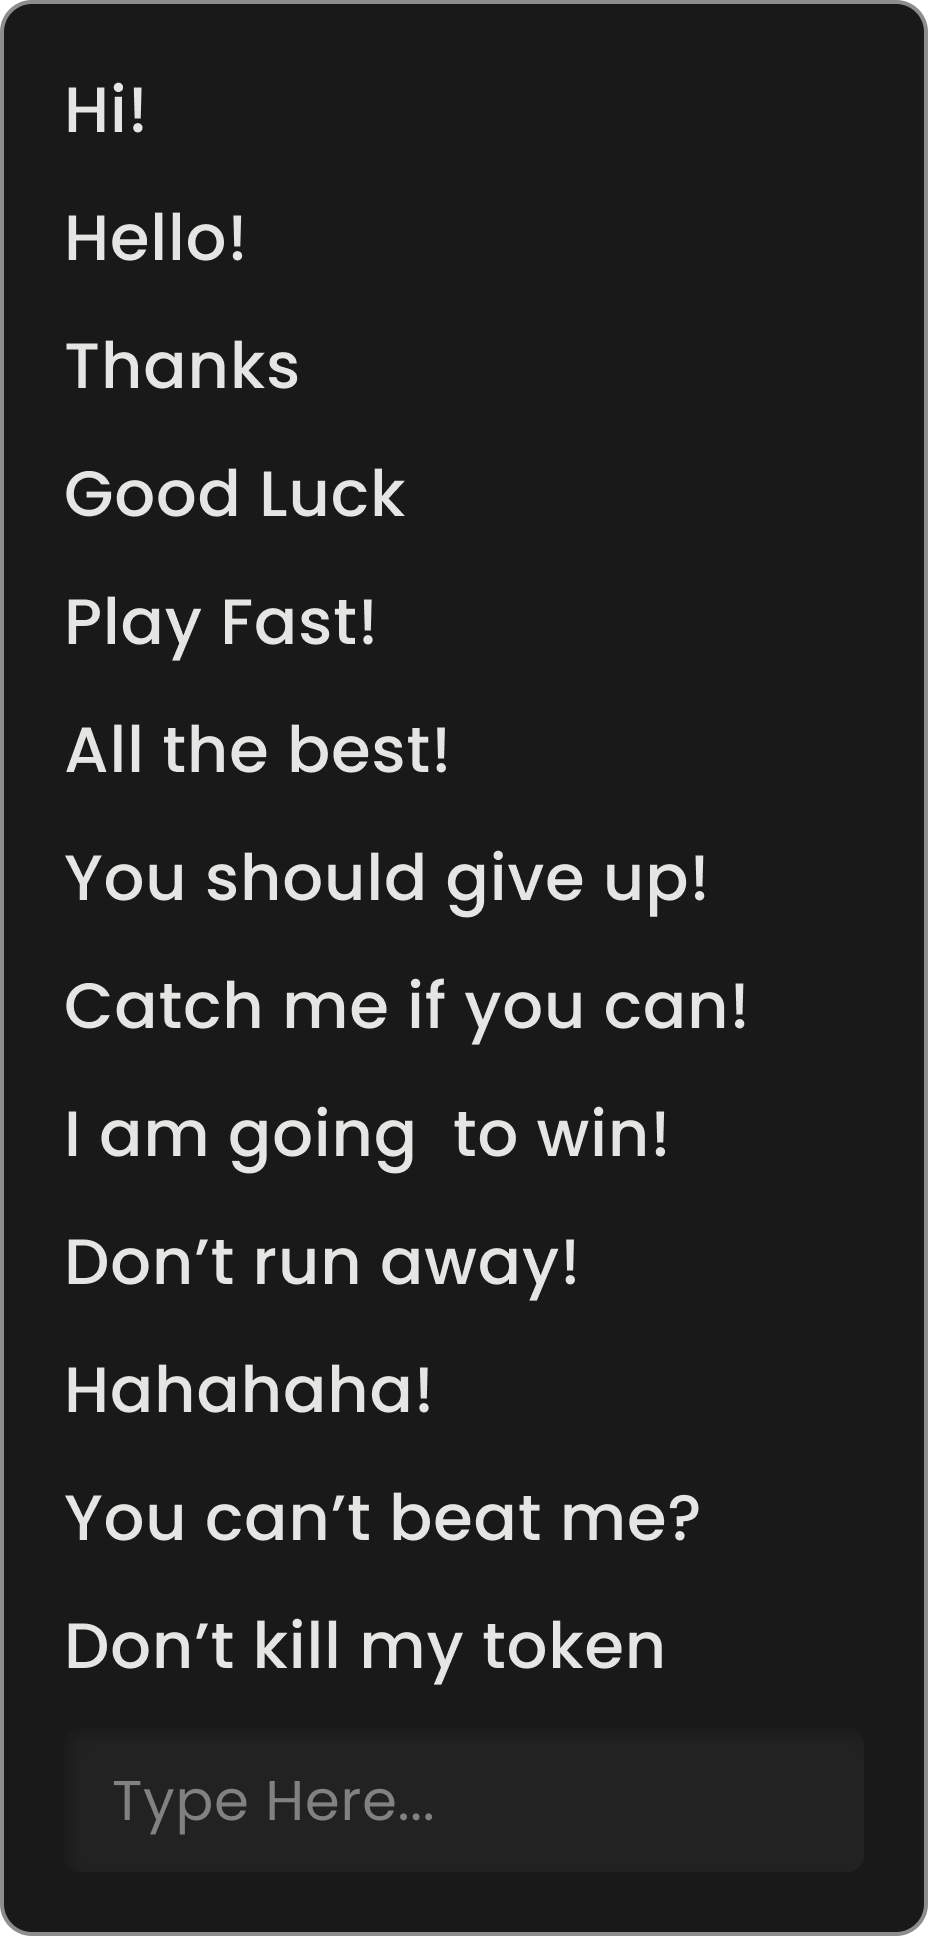 Hi!
Hello!
Thanks
Good Luck
Play Fast!
All the best!
You should give up!
Catch me if you can!
I am going  to win!
Don’t run away!
Hahahaha!
You can’t beat me?
Don’t kill my token
Type Here...